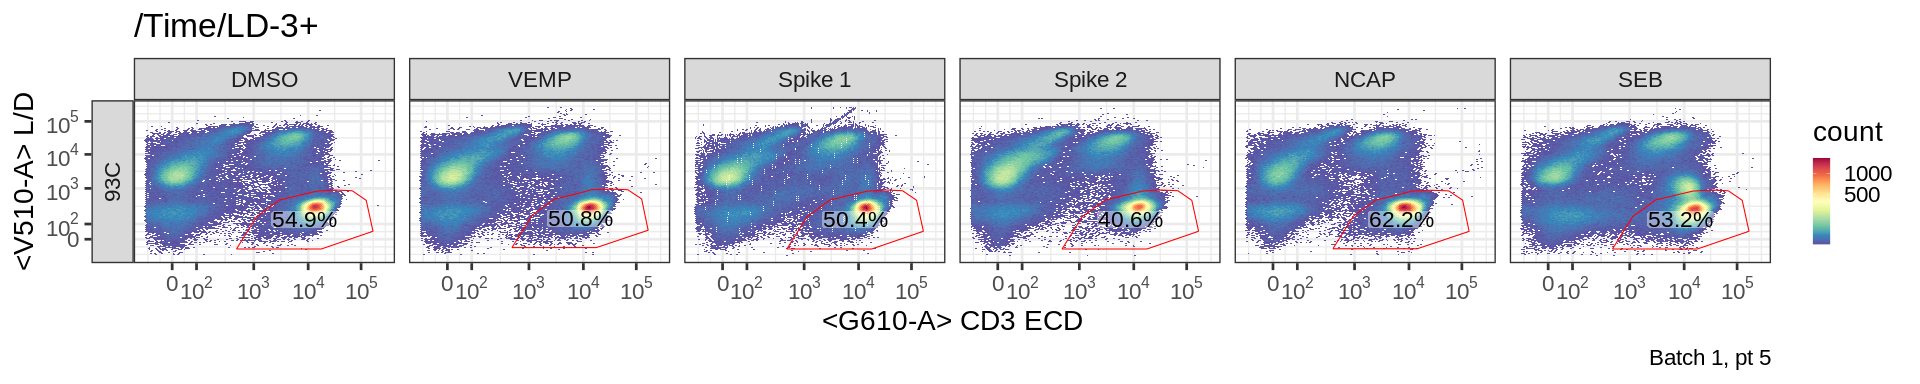 /Time/LD-3+
DMSO VEMP Spike 1 Spike 2 NCAP SEB
<V510-A> L/D
10^5
10^4
10^3
10^2
0
93C
54.9% 50.8% 50.4% 40.6% 62.2% 53.2%
0 10^2 10^3 10^4 10^5 0 10^2 10^3 10^4 10^5 0 10^2 10^3 10^4 10^5 0 10^2 10^3 10^4 10^5 0 10^2 10^3 10^4 10^5 0 10^2 10^3 10^4 10^5
<G610-A> CD3 ECD
count
1000
500
Batch 1, pt 5